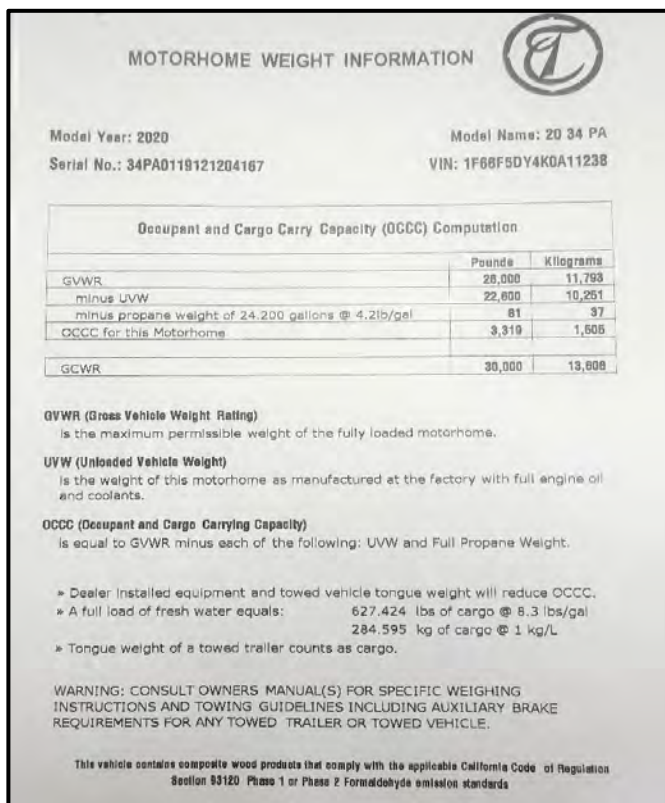 MOTORHOME WEIGHT INFORMATION
Model Year: 2020
Model Name: 20 34 PA
Serial No.: 34PA0119121204167
VIN: 1F66F5DY4K0A11238
Occupant and Cargo Carry Capacity (OCCC) Computation
Pounds Kilograms
GVWR 26,000 11,793
minus UVW 22,600 10,251
minus propane weight of 24.200 gallons @ 4.2lb/gal 81 37
OCCC for this Motorhome 3,319 1,505
GCWR 30,000 13,608
GVWR (Gross Vehicle Weight Rating)
is the maximum permissible weight of the fully loaded motorhome.
UVW (Unloaded Vehicle Weight)
is the weight of this motorhome as manufactured at the factory with full engine oil
and coolants.
OCCC (Occupant and Cargo Carrying Capacity)
is equal to GVWR minus each of the following: UVW and Full Propane Weight.
» Dealer installed equipment and towed vehicle tongue weight will reduce OCCC.
» A full load of fresh water equals: 627.424 lbs of cargo @ 8.3 lbs/gal
284.595 kg of cargo @ 1 kg/L
» Tongue weight of a towed trailer counts as cargo.
WARNING: CONSULT OWNERS MANUAL(S) FOR SPECIFIC WEIGHING
INSTRUCTIONS AND TOWING GUIDELINES INCLUDING AUXILIARY BRAKE
REQUIREMENTS FOR ANY TOWED TRAILER OR TOWED VEHICLE.
This vehicle contains composite wood products that comply with the applicable California Code of Regulation
Section 93120 Phase 1 or Phase 2 Formaldehyde emission standards